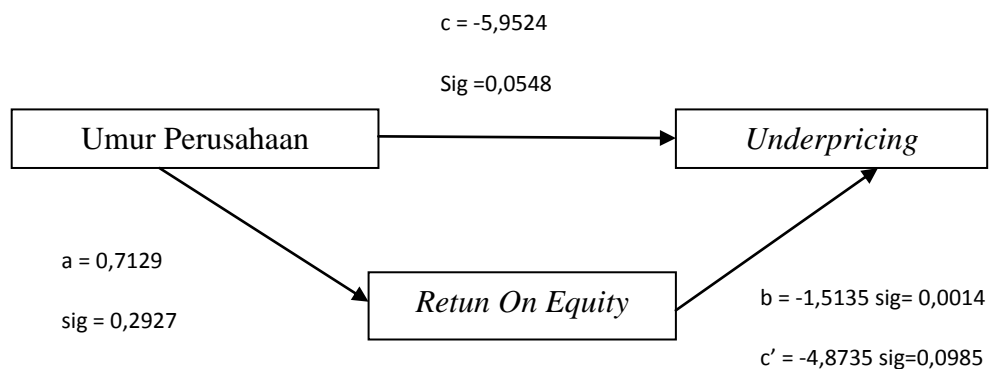 c = -5,9524
Sig =0,0548
Umur Perusahaan
Underpricing
a = 0,7129
sig = 0,2927
Retun On Equity
b = -1,5135 sig= 0,0014
c’ = -4,8735 sig=0,0985